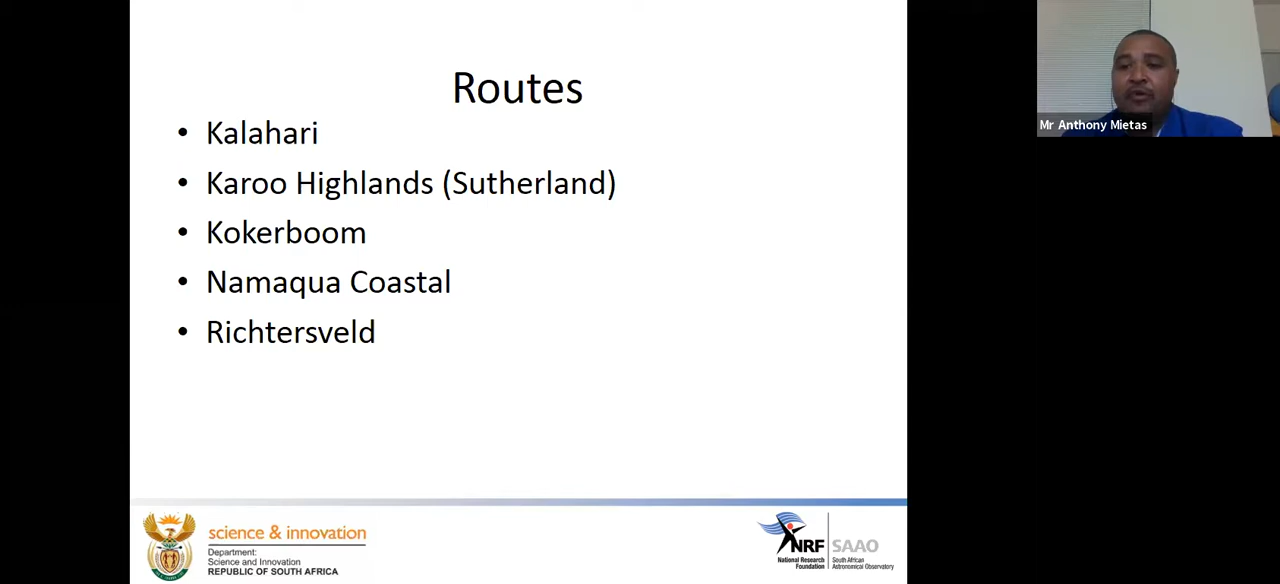 Routes
• Kalahari
• Karoo Highlands (Sutherland)
• Kokerboom
• Namaqua Coastal
• Richtersveld
Mr Anthony Mietas
science & innovation
Department:
Science and Innovation
REPUBLIC OF SOUTH AFRICA
NRF
National Research
Foundation
SAAO
South African
Astronomical Observatory